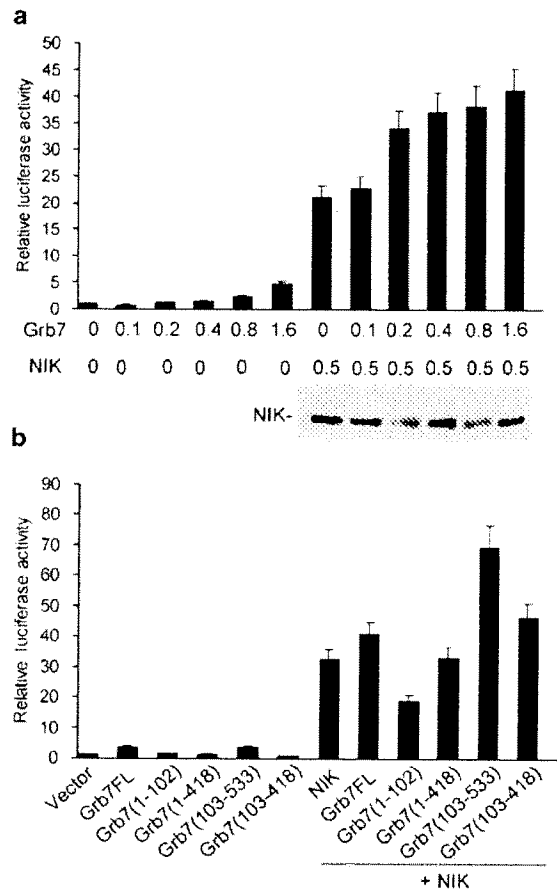 a
Relative luciferase activity
50
45
40
35
30
25
20
15
10
5
0
Grb7 0 0.1 0.2 0.4 0.8 1.6 0 0.1 0.2 0.4 0.8 1.6
NIK 0 0 0 0 0 0 0.5 0.5 0.5 0.5 0.5 0.5
NIK-
b
Relative luciferase activity
90
80
70
60
50
40
30
20
10
0
Vector
Grb7FL
Grb7(1-102)
Grb7(1-418)
Grb7(103-533)
Grb7(103-418)
NIK
Grb7FL
Grb7(1-102)
Grb7(1-418)
Grb7(103-533)
Grb7(103-418)
+ NIK